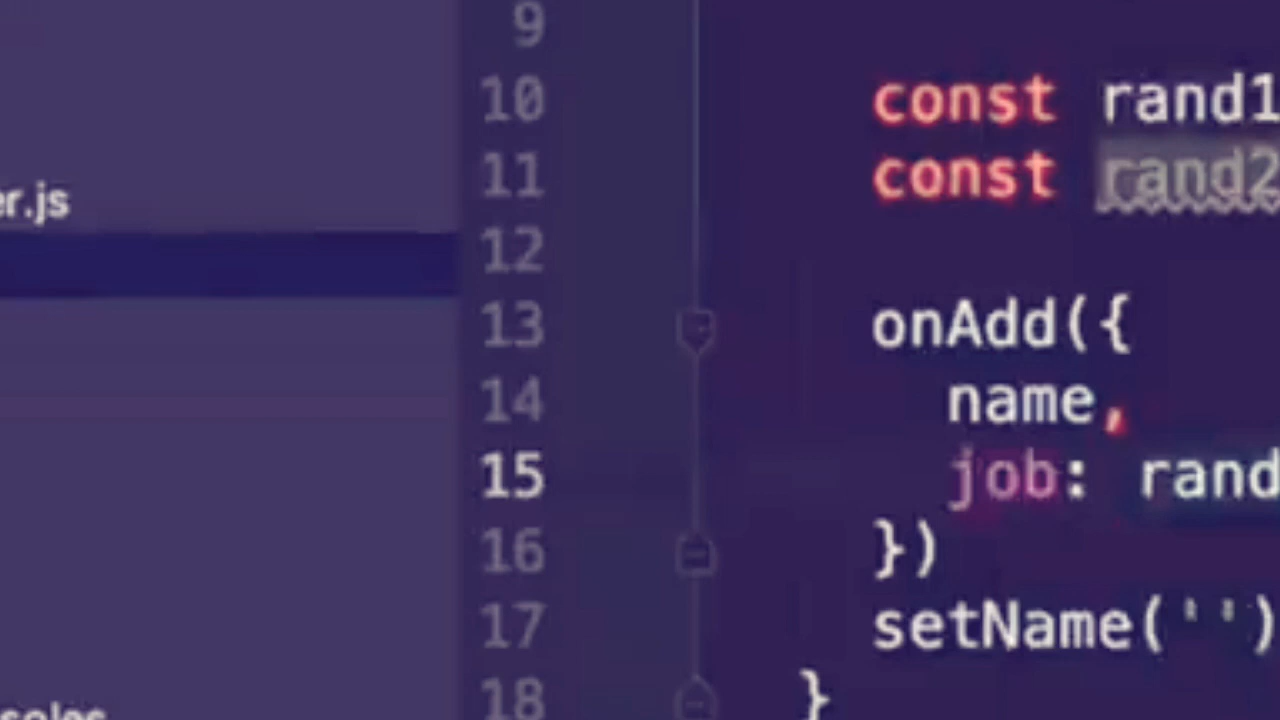 9
10 const rand1
11 const rand2
er.js
12
13 onAdd({
14 name,
15 job: rand
16 })
17 setName('')
18 }
soles